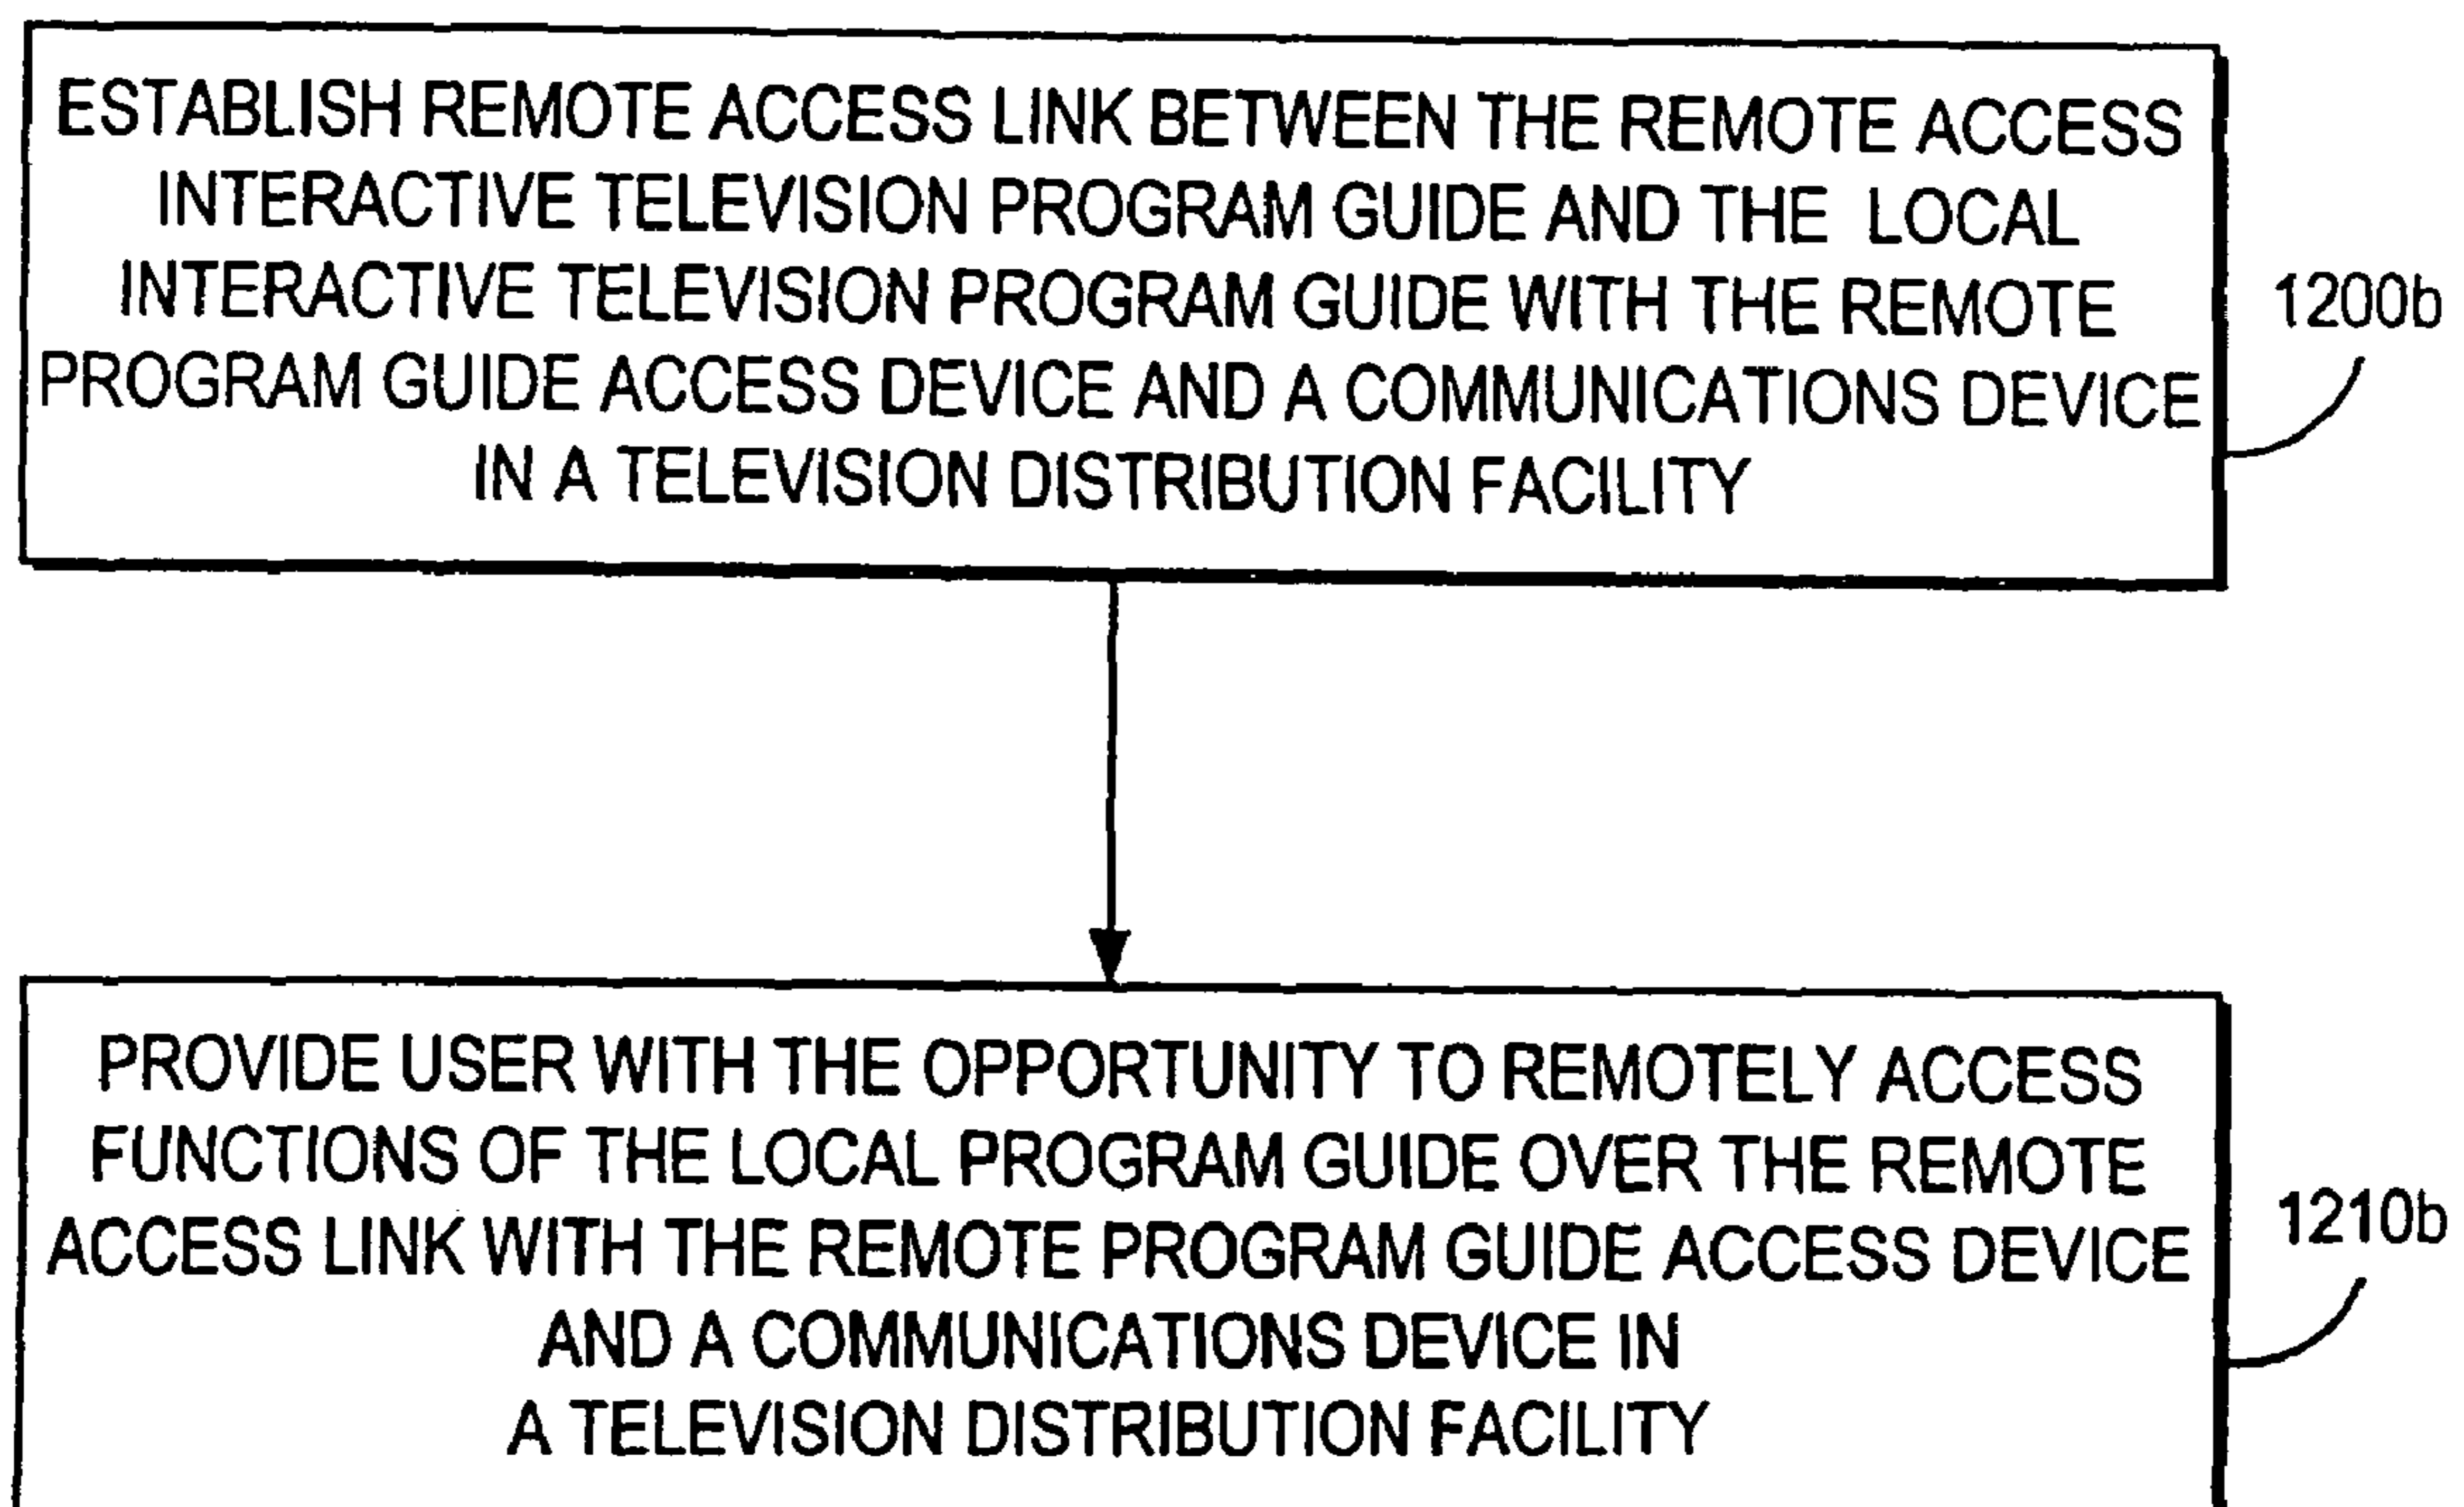 ESTABLISH REMOTE ACCESS LINK BETWEEN THE REMOTE ACCESS
INTERACTIVE TELEVISION PROGRAM GUIDE AND THE LOCAL
INTERACTIVE TELEVISION PROGRAM GUIDE WITH THE REMOTE
PROGRAM GUIDE ACCESS DEVICE AND A COMMUNICATIONS DEVICE
IN A TELEVISION DISTRIBUTION FACILITY
1200b
PROVIDE USER WITH THE OPPORTUNITY TO REMOTELY ACCESS
FUNCTIONS OF THE LOCAL PROGRAM GUIDE OVER THE REMOTE
ACCESS LINK WITH THE REMOTE PROGRAM GUIDE ACCESS DEVICE
AND A COMMUNICATIONS DEVICE IN
A TELEVISION DISTRIBUTION FACILITY
1210b